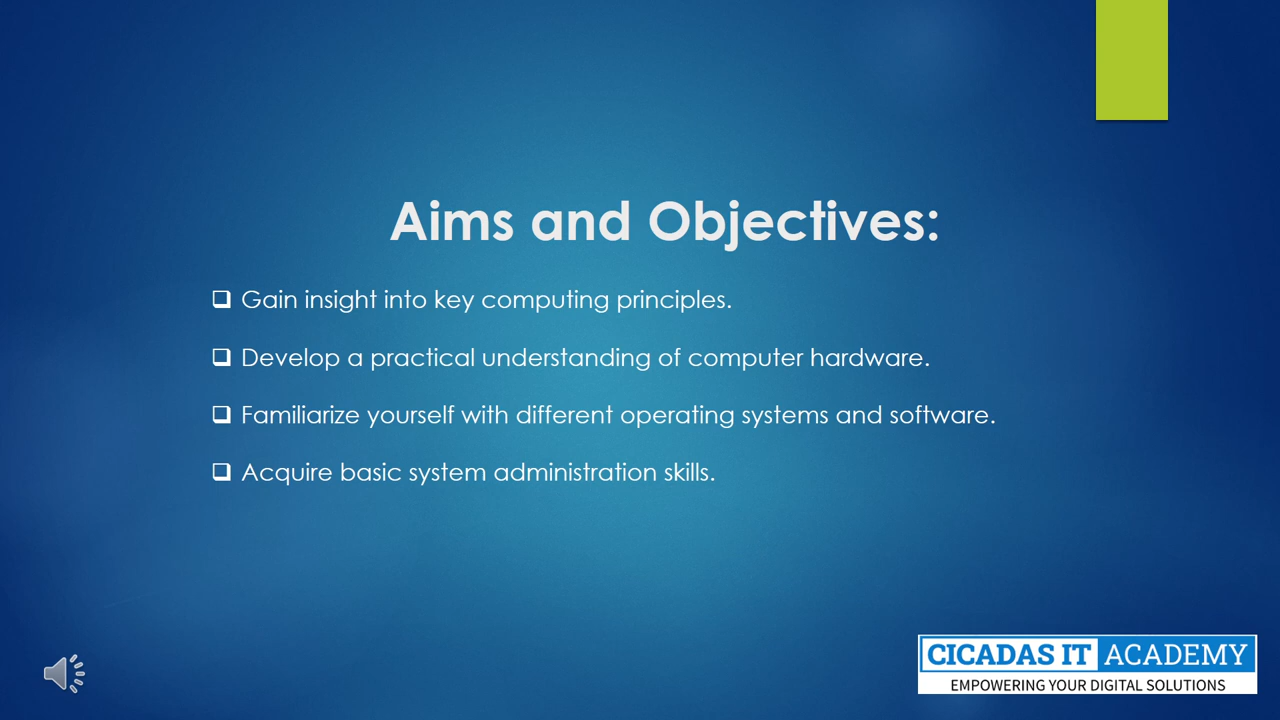 Aims and Objectives:
❑ Gain insight into key computing principles.
❑ Develop a practical understanding of computer hardware.
❑ Familiarize yourself with different operating systems and software.
❑ Acquire basic system administration skills.
CICADAS IT ACADEMY
EMPOWERING YOUR DIGITAL SOLUTIONS